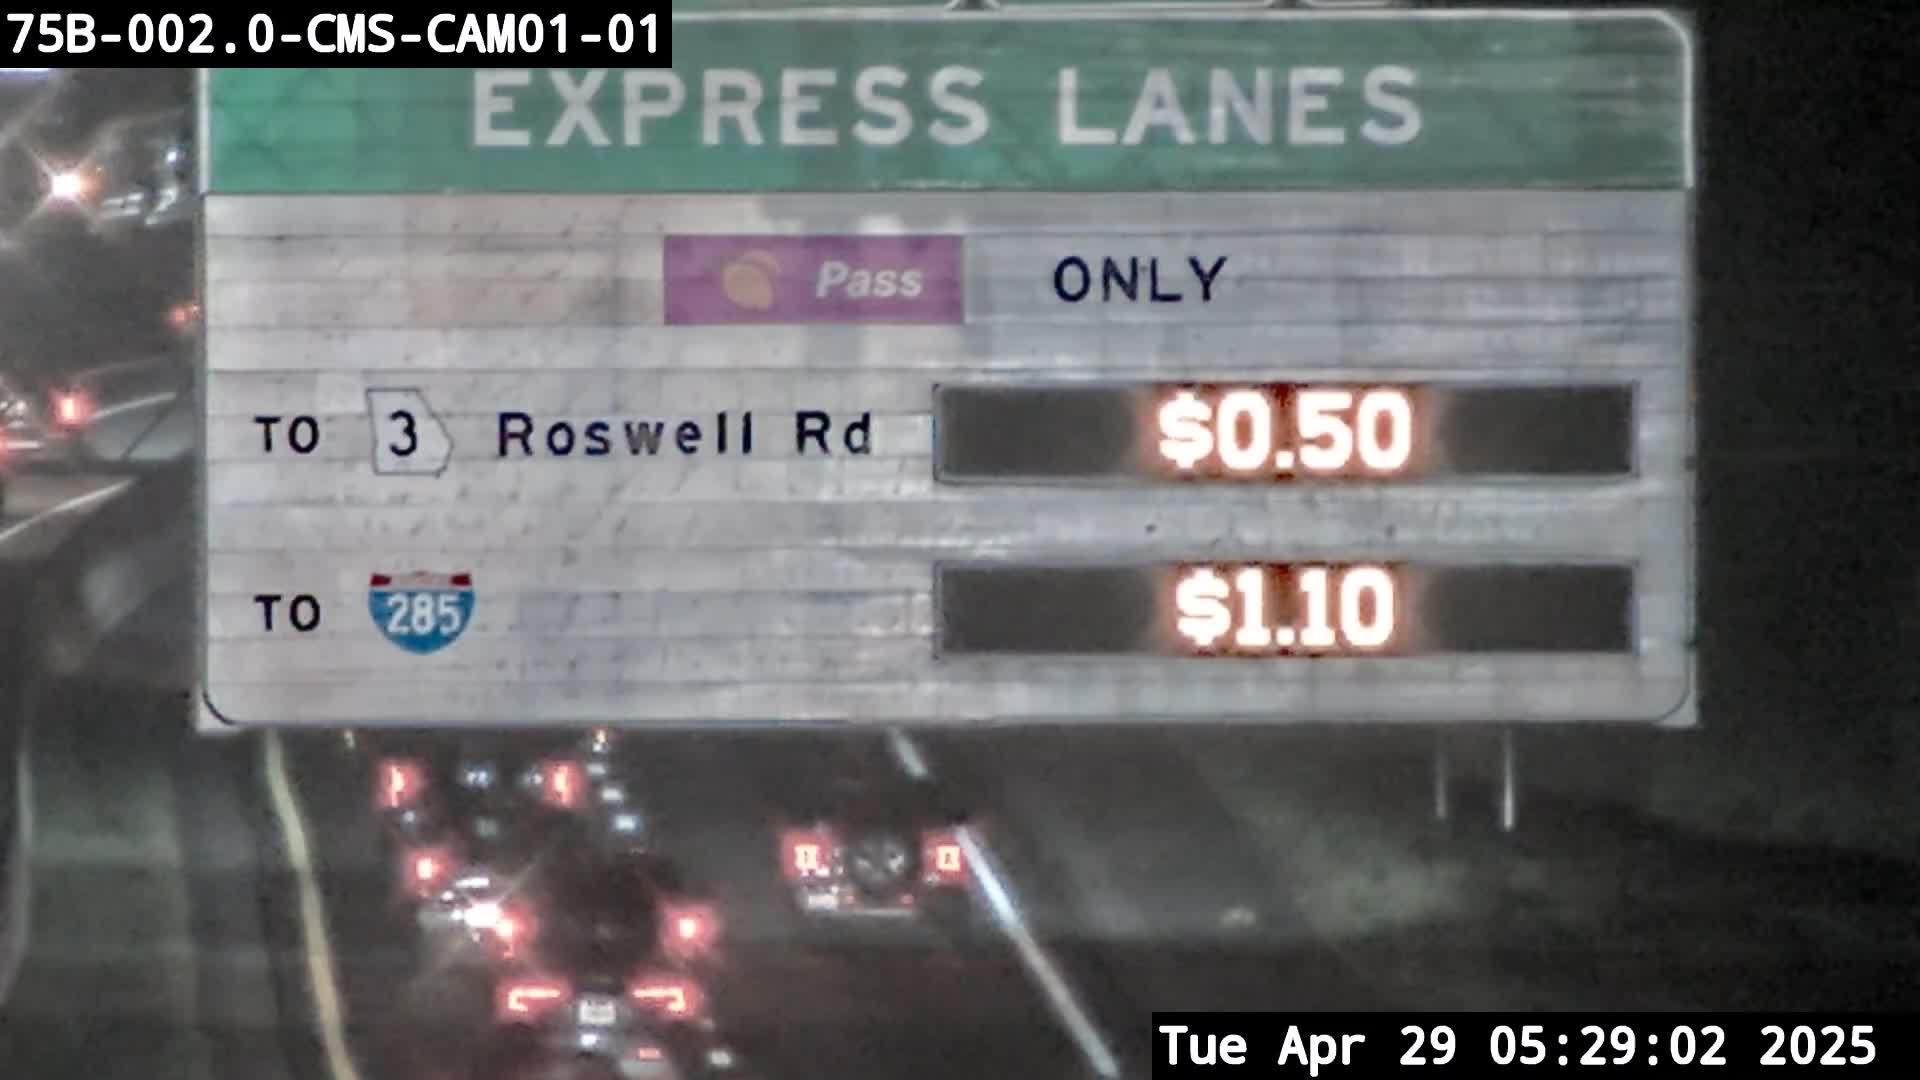 75B-002.0-CMS-CAM01-01
EXPRESS LANES
Pass ONLY
TO 3 Roswell Rd $0.50
TO 285 $1.10
Tue Apr 29 05:29:02 2025